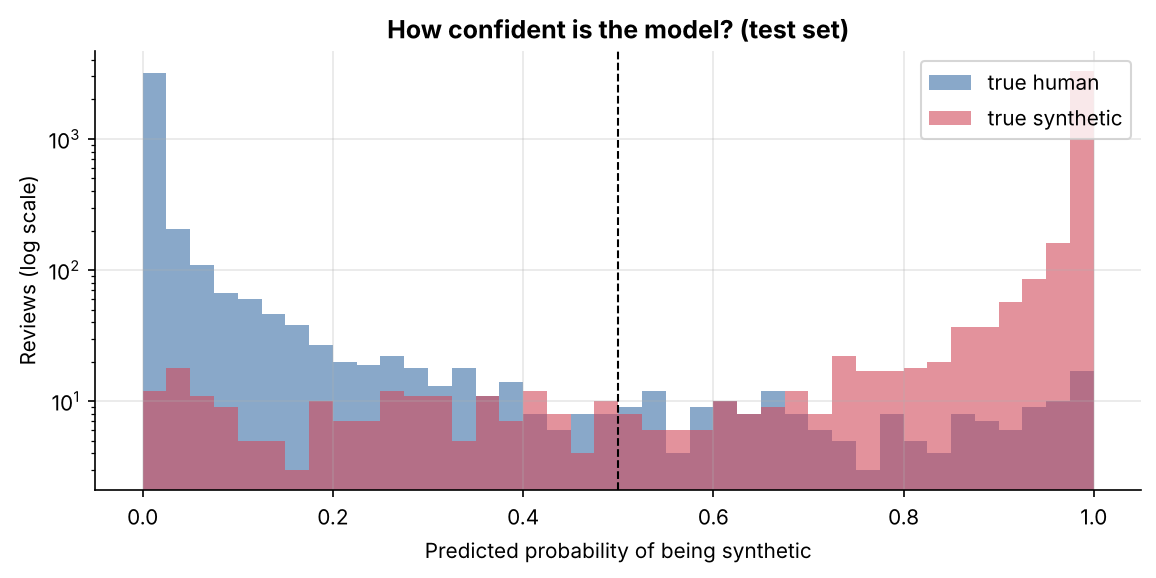 How confident is the model? (test set)
true human
true synthetic
Reviews (log scale)
10³
10²
10¹
0.0 0.2 0.4 0.6 0.8 1.0
Predicted probability of being synthetic